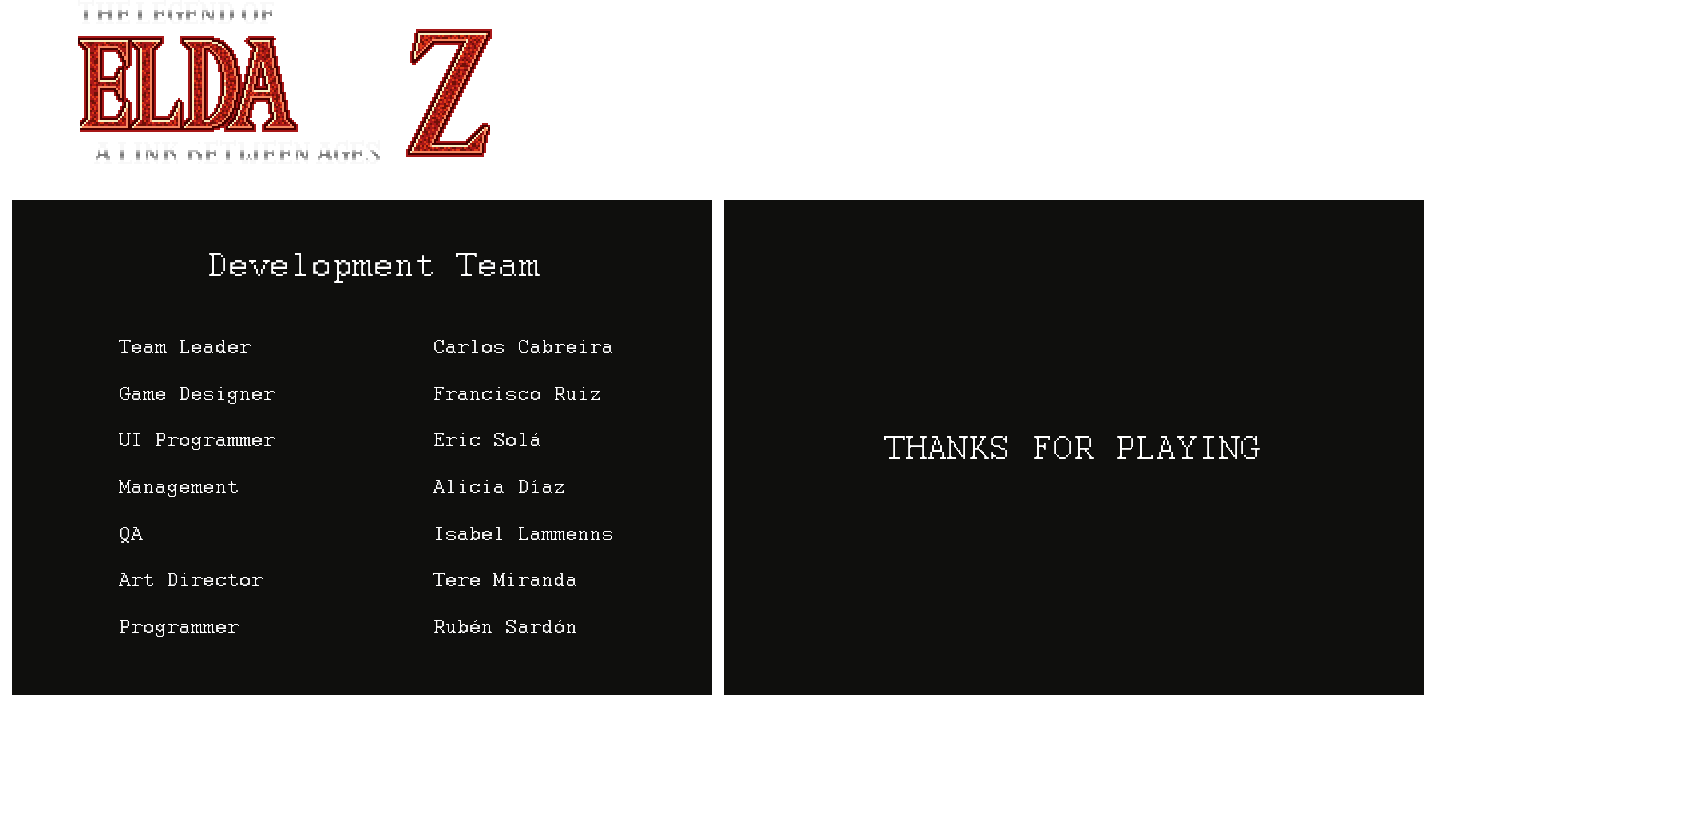 THE LEGEND OF
ELDA Z
A LINK BETWEEN AGES
Development Team
Team Leader Carlos Cabreira
Game Designer Francisco Ruiz
UI Programmer Eric Solá
Management Alicia Díaz
QA Isabel Lammenns
Art Director Tere Miranda
Programmer Rubén Sardón
THANKS FOR PLAYING